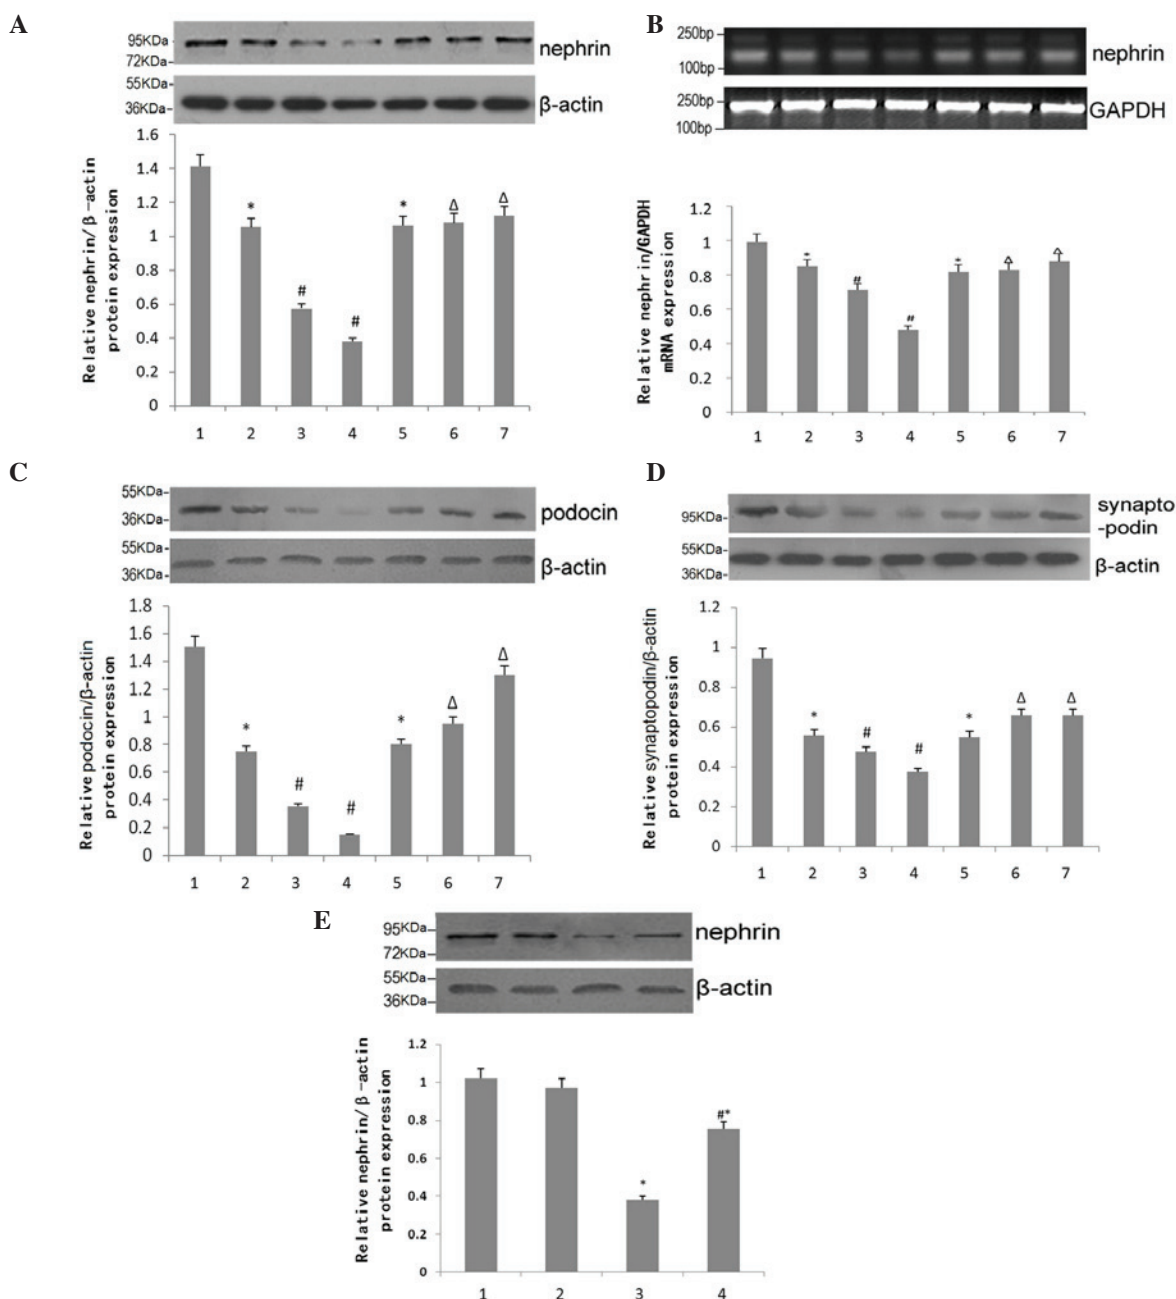 A
95KDa
72KDa
nephrin
55KDa
36KDa
β-actin
Relative nephrin/β-actin
protein expression
1.6
1.4
1.2
1
0.8
0.6
0.4
0.2
0
*
#
#
*
Δ
Δ
1 2 3 4 5 6 7
B
250bp
100bp
nephrin
250bp
100bp
GAPDH
Relative nephrin/GAPDH
mRNA expression
1.2
1
0.8
0.6
0.4
0.2
0
*
#
#
*
Δ
Δ
1 2 3 4 5 6 7
C
55KDa
36KDa
podocin
55KDa
36KDa
β-actin
Relative podocin/β-actin
protein expression
1.8
1.6
1.4
1.2
1
0.8
0.6
0.4
0.2
0
*
#
#
*
Δ
Δ
1 2 3 4 5 6 7
D
95KDa
synapto
-podin
55KDa
36KDa
β-actin
Relative synaptopodin/β-actin
protein expression
1.2
1
0.8
0.6
0.4
0.2
0
*
#
#
*
Δ
Δ
1 2 3 4 5 6 7
E
95KDa
72KDa
nephrin
55KDa
36KDa
β-actin
Relative nephrin/β-actin
protein expression
1.2
1
0.8
0.6
0.4
0.2
0
*
#*
1 2 3 4